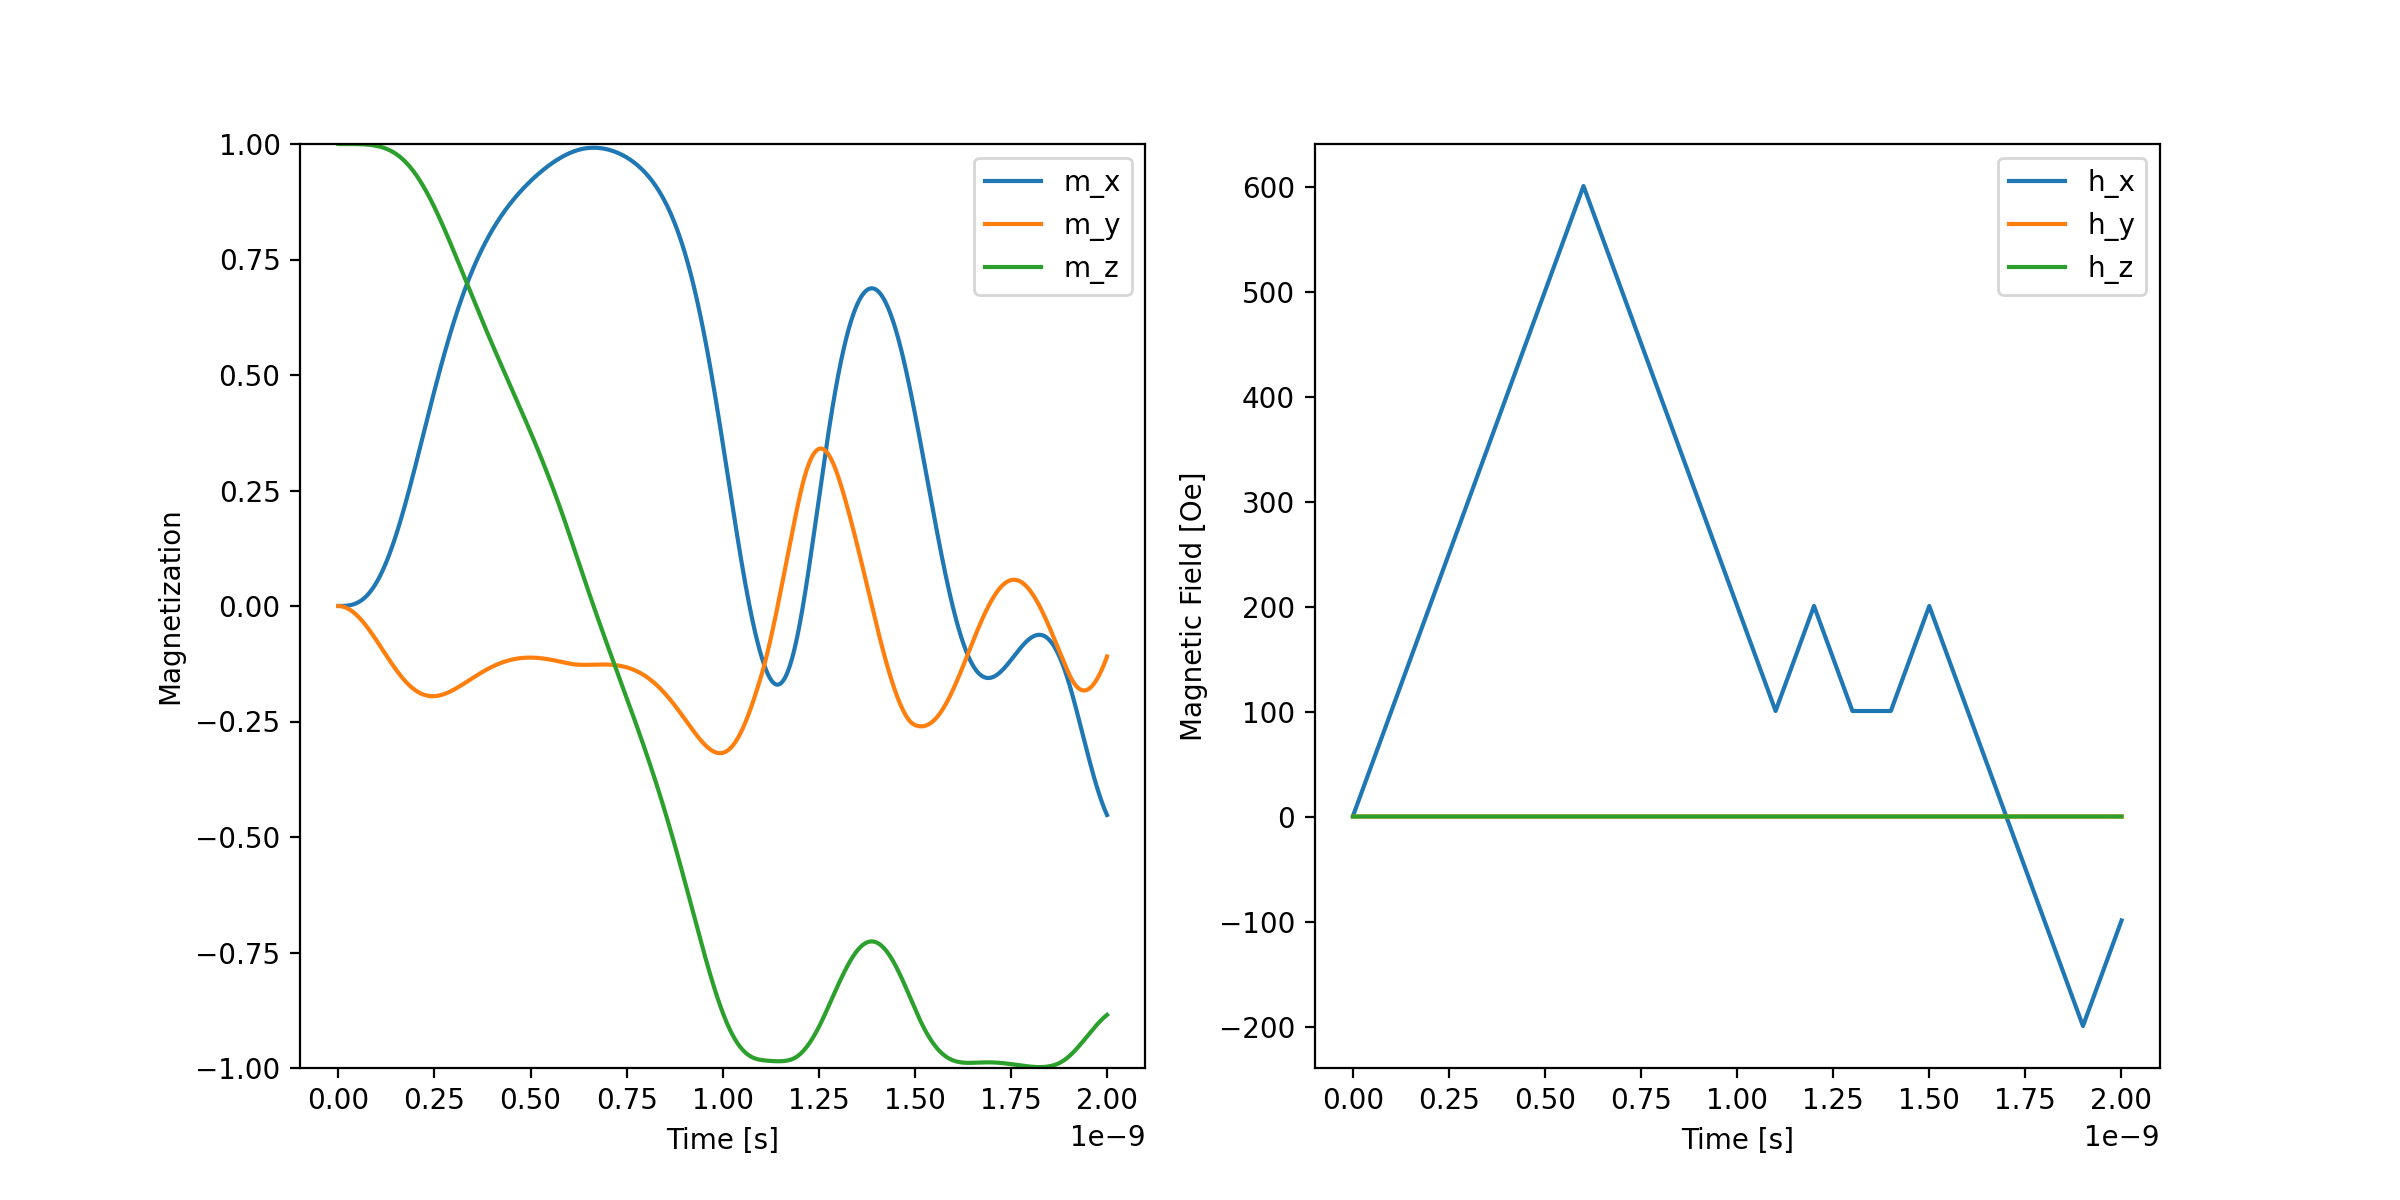 1.00
0.75
0.50
0.25
0.00
−0.25
−0.50
−0.75
−1.00
Magnetization
m_x
m_y
m_z
0.00 0.25 0.50 0.75 1.00 1.25 1.50 1.75 2.00
Time [s]
1e−9
600
500
400
300
200
100
0
−100
−200
Magnetic Field [Oe]
h_x
h_y
h_z
0.00 0.25 0.50 0.75 1.00 1.25 1.50 1.75 2.00
Time [s]
1e−9